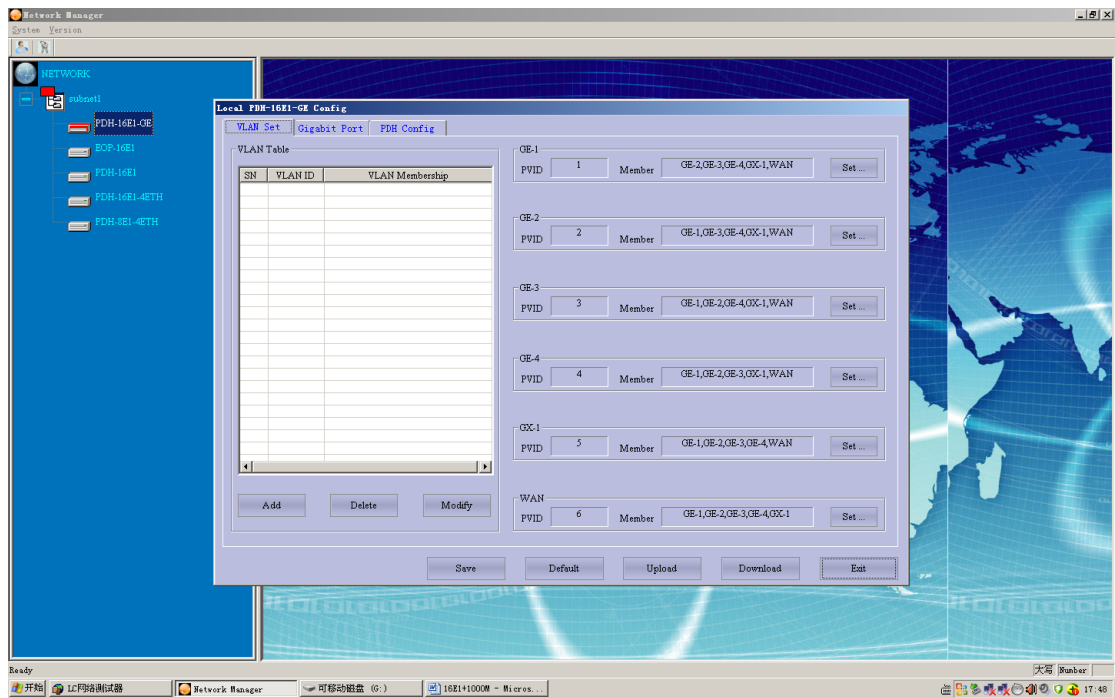 Network Manager
System Version
NETWORK
subnet1
PDH-16E1-GE
EOP-16E1
PDH-16E1
PDH-16E1-4ETH
PDH-8E1-4ETH
Local PDH-16E1-GE Config
VLAN Set Gigabit Port PDH Config
VLAN Table
SN VLAN ID VLAN Membership
Add Delete Modify
GE-1
PVID 1 Member GE-2,GE-3,GE-4,GX-1,WAN Set ...
GE-2
PVID 2 Member GE-1,GE-3,GE-4,GX-1,WAN Set ...
GE-3
PVID 3 Member GE-1,GE-2,GE-4,GX-1,WAN Set ...
GE-4
PVID 4 Member GE-1,GE-2,GE-3,GX-1,WAN Set ...
GX-1
PVID 5 Member GE-1,GE-2,GE-3,GE-4,WAN Set ...
WAN
PVID 6 Member GE-1,GE-2,GE-3,GE-4,GX-1 Set ...
Save Default Upload Download Exit
Ready 大写 Number
开始 LC网络测试器 Network Manager 可移动磁盘 (G:) 16E1+1000M - Micros... 17:48